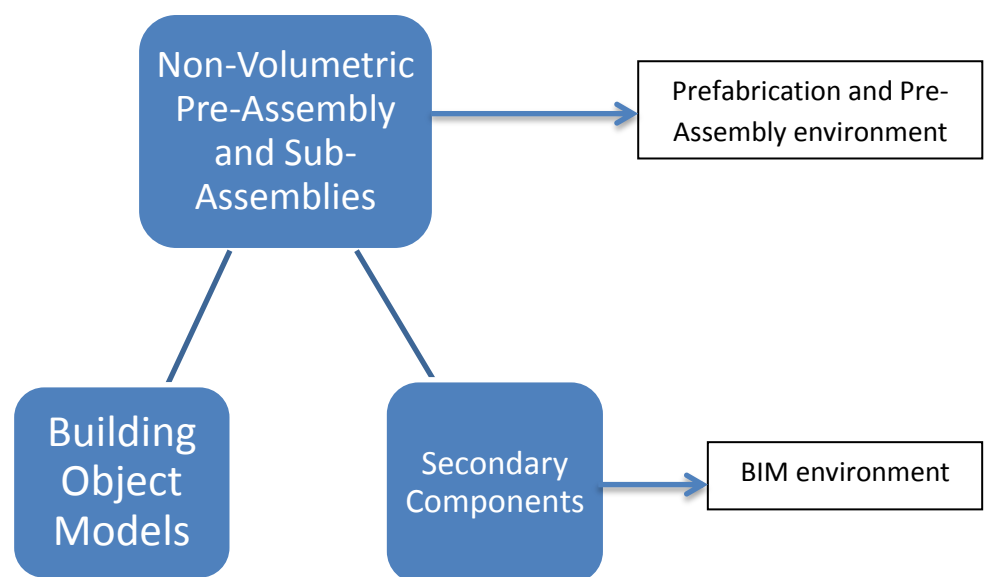 Non-Volumetric
Pre-Assembly
and Sub-
Assemblies
Prefabrication and Pre-
Assembly environment
Building
Object
Models
Secondary
Components
BIM environment